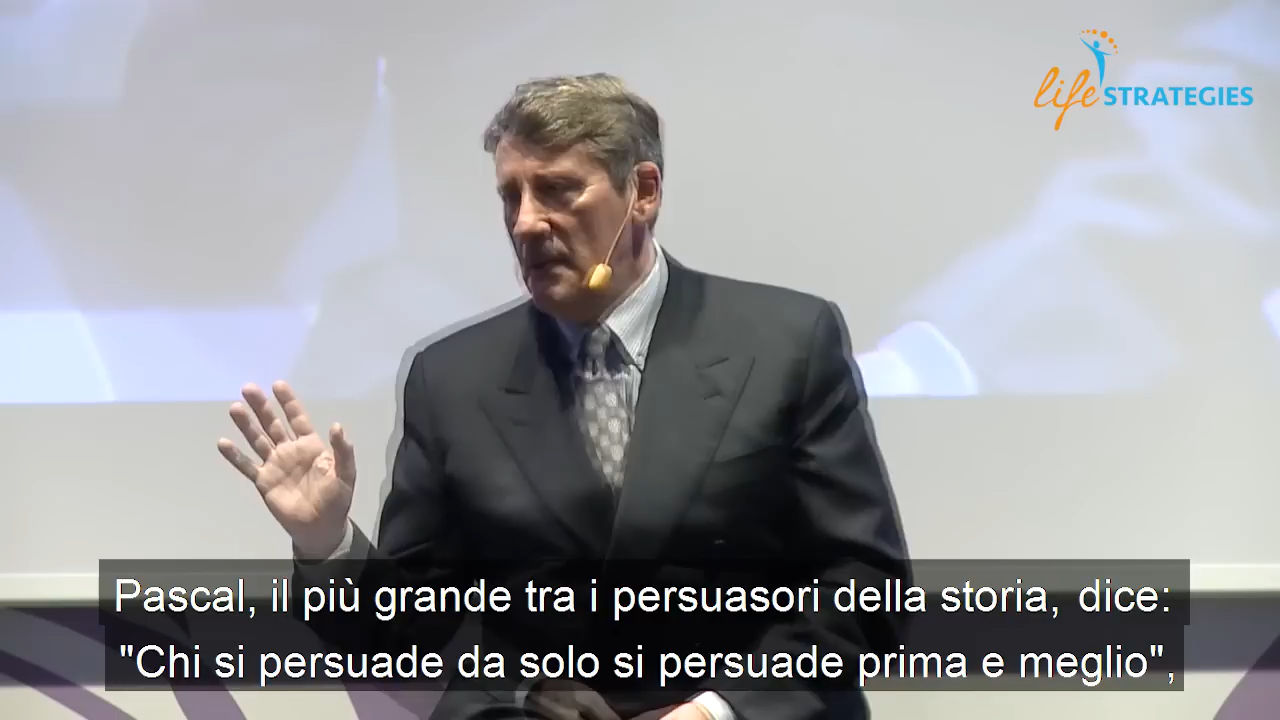 life STRATEGIES
Pascal, il più grande tra i persuasori della storia, dice:
"Chi si persuade da solo si persuade prima e meglio",